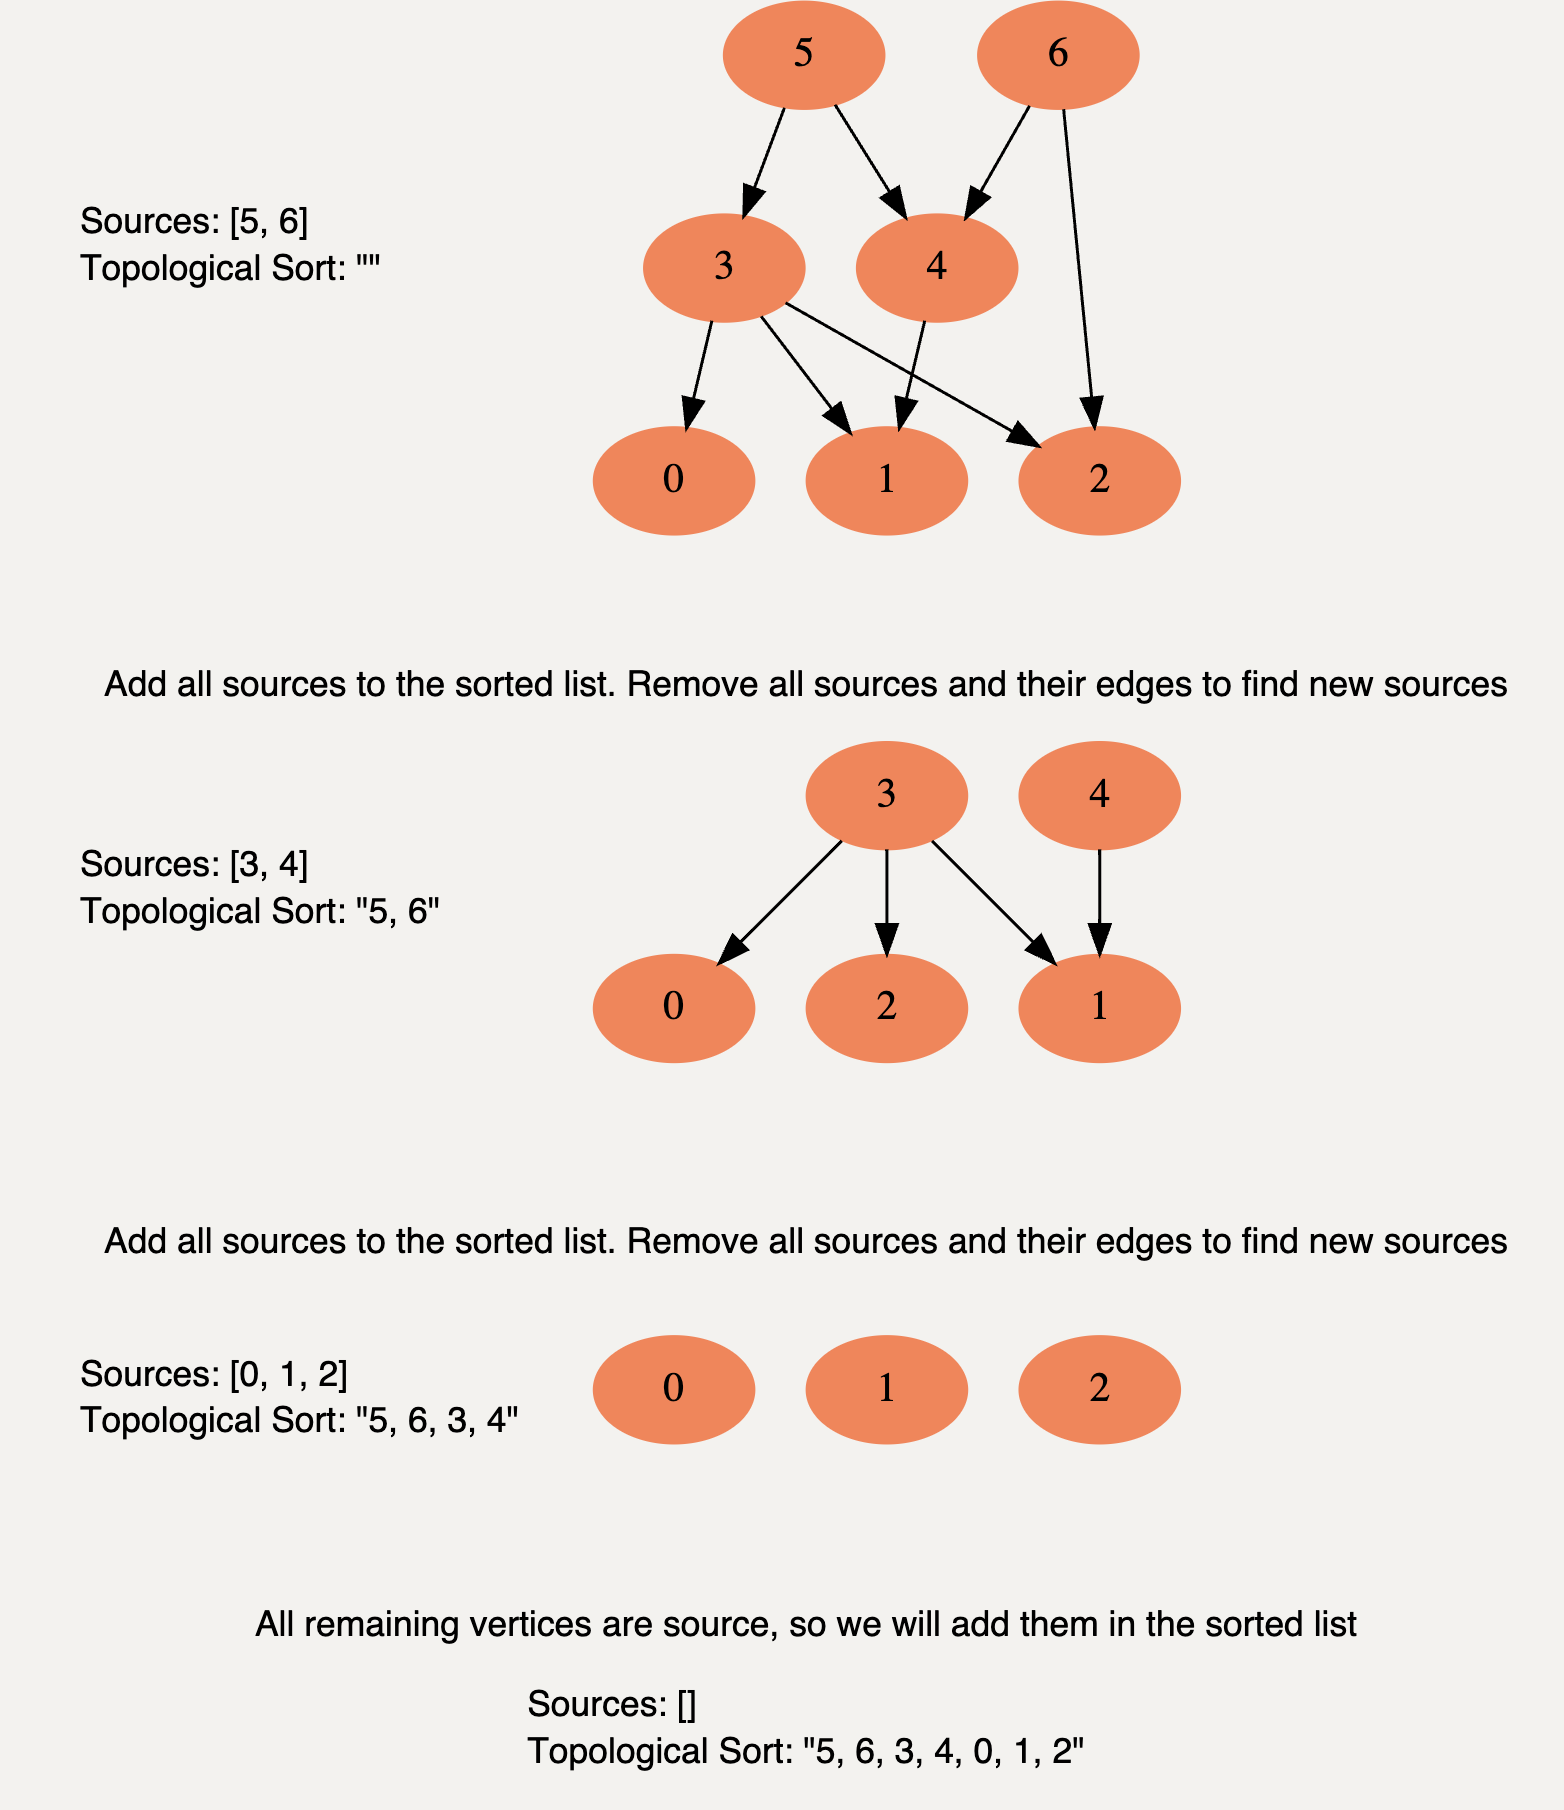 5 6
Sources: [5, 6]
Topological Sort: ""
3 4
0 1 2
Add all sources to the sorted list. Remove all sources and their edges to find new sources
3 4
Sources: [3, 4]
Topological Sort: "5, 6"
0 2 1
Add all sources to the sorted list. Remove all sources and their edges to find new sources
Sources: [0, 1, 2]
Topological Sort: "5, 6, 3, 4"
0 1 2
All remaining vertices are source, so we will add them in the sorted list
Sources: []
Topological Sort: "5, 6, 3, 4, 0, 1, 2"